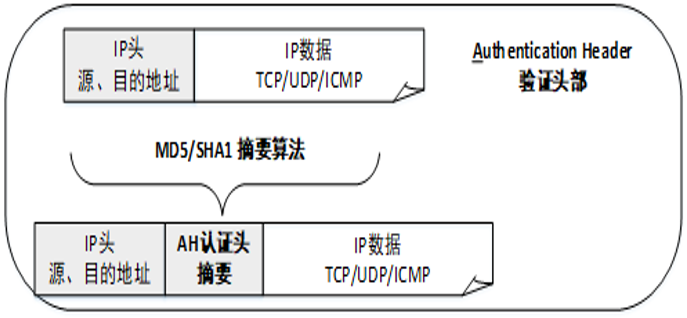 IP头
源、目的地址
IP数据
TCP/UDP/ICMP
Authentication Header
验证头部
MD5/SHA1 摘要算法
IP头
源、目的地址
AH认证头
摘要
IP数据
TCP/UDP/ICMP